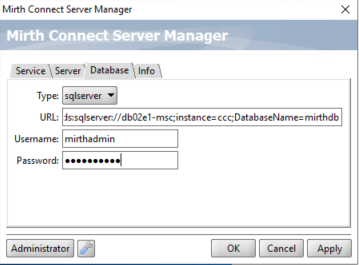 Mirth Connect Server Manager
Mirth Connect Server Manager
Service Server Database Info
Type: sqlserver
URL: ds:sqlserver://db02e1-msc;instance=ccc;DatabaseName=mirthdb
Username: mirthadmin
Password: ●●●●●●●●●●
Administrator OK Cancel Apply